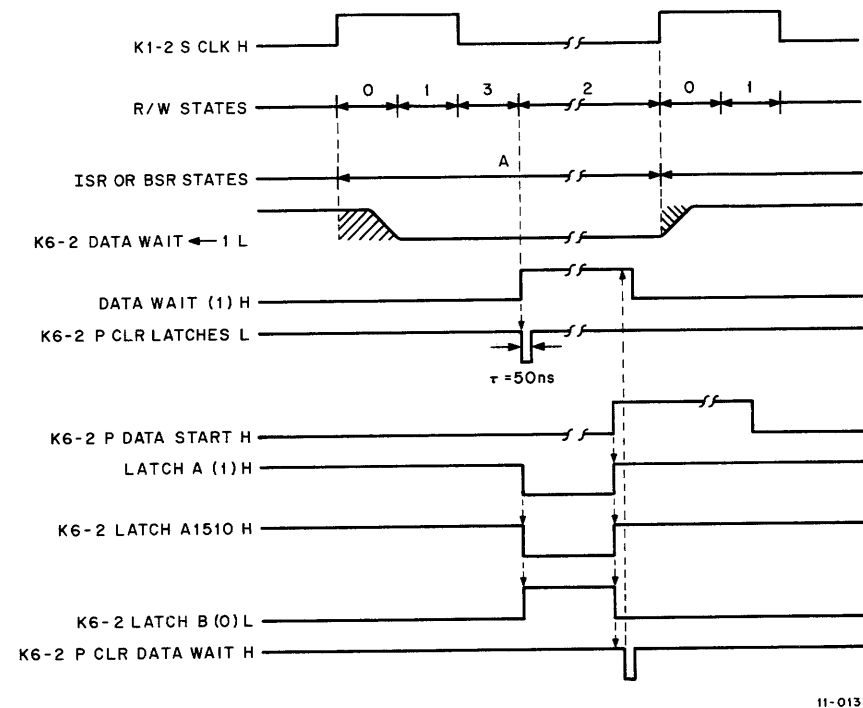 K1-2 S CLK H
R/W STATES
0 1 3 2 0 1
A
ISR OR BSR STATES
K6-2 DATA WAIT ← 1 L
DATA WAIT (1) H
K6-2 P CLR LATCHES L
τ =50ns
K6-2 P DATA START H
LATCH A (1) H
K6-2 LATCH A1510 H
K6-2 LATCH B (0) L
K6-2 P CLR DATA WAIT H
11-013